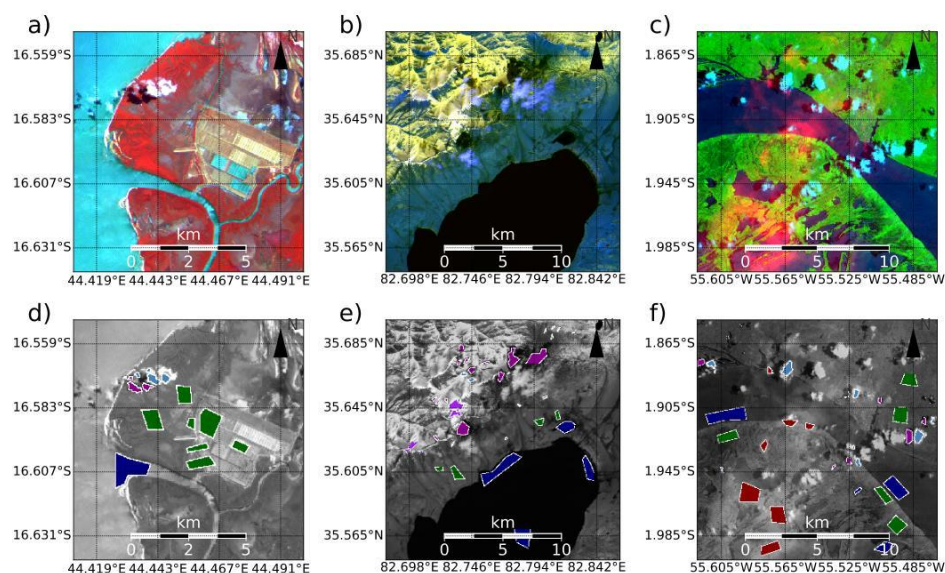 a)
N
16.559°S
16.583°S
16.607°S
16.631°S
km
0 2 5
44.419°E 44.443°E 44.467°E 44.491°E
b)
N
35.685°N
35.645°N
35.605°N
35.565°N
km
0 5 10
82.698°E 82.746°E 82.794°E 82.842°E
c)
N
1.865°S
1.905°S
1.945°S
1.985°S
km
0 5 10
55.605°W 55.565°W 55.525°W 55.485°W
d)
N
16.559°S
16.583°S
16.607°S
16.631°S
km
0 2 5
44.419°E 44.443°E 44.467°E 44.491°E
e)
N
35.685°N
35.645°N
35.605°N
35.565°N
km
0 5 10
82.698°E 82.746°E 82.794°E 82.842°E
f)
N
1.865°S
1.905°S
1.945°S
1.985°S
km
0 5 10
55.605°W 55.565°W 55.525°W 55.485°W